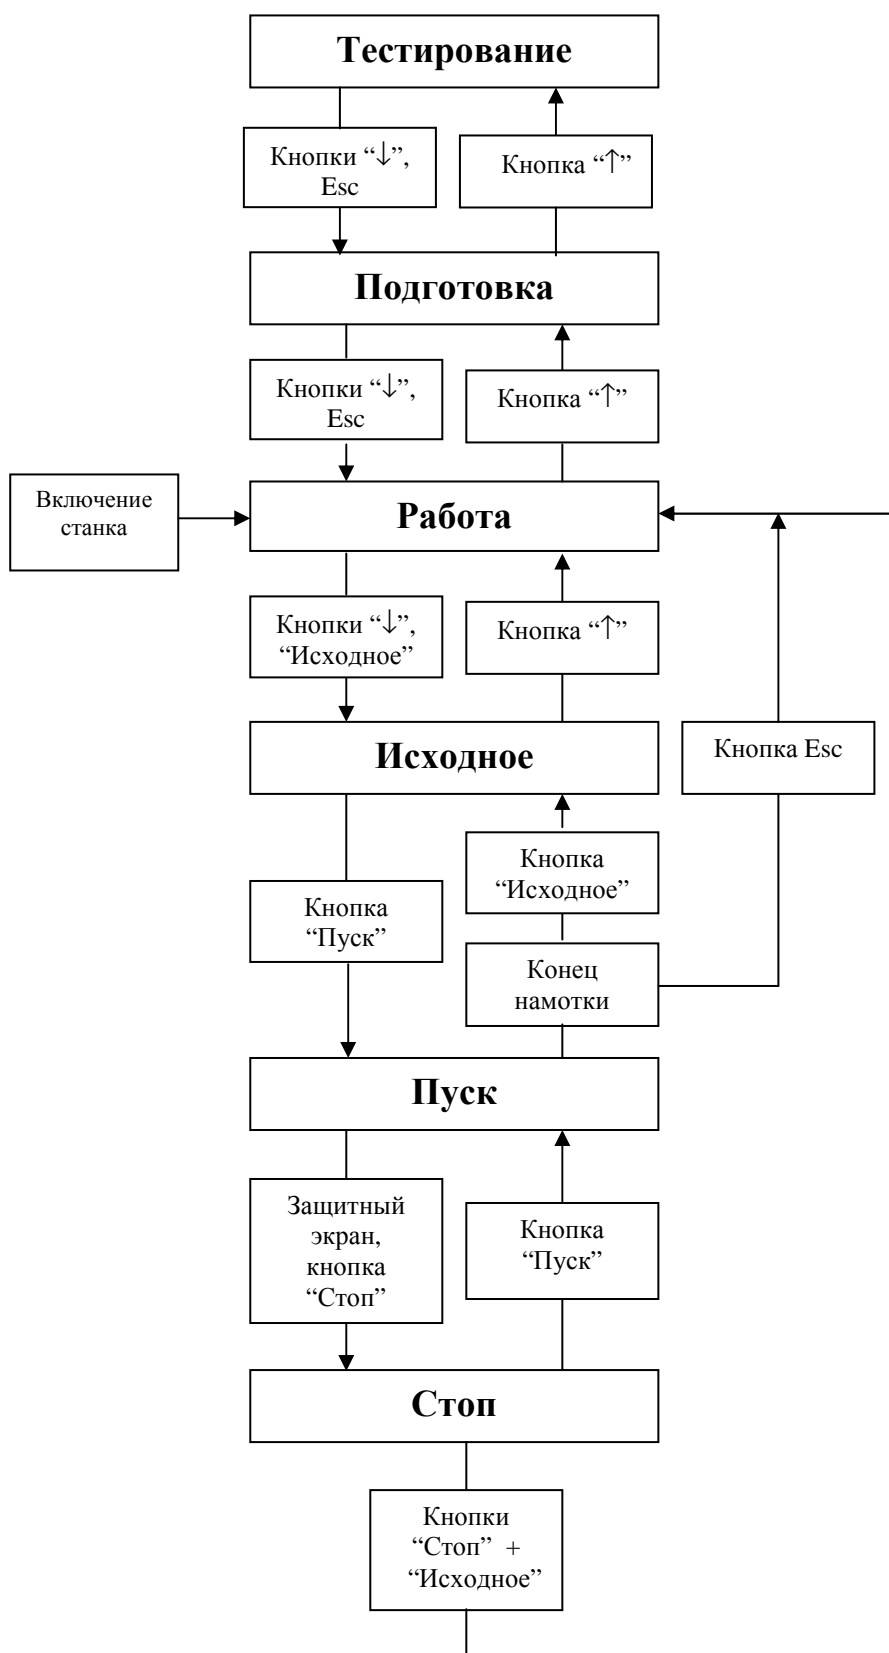 Тестирование
Кнопки “↓”,
Esc
Кнопка “↑”
Подготовка
Кнопки “↓”,
Esc
Кнопка “↑”
Включение
станка
Работа
Кнопки “↓”,
“Исходное”
Кнопка “↑”
Исходное
Кнопка Esc
Кнопка
“Исходное”
Кнопка
“Пуск”
Конец
намотки
Пуск
Защитный
экран,
кнопка
“Стоп”
Кнопка
“Пуск”
Стоп
Кнопки
“Стоп” +
“Исходное”